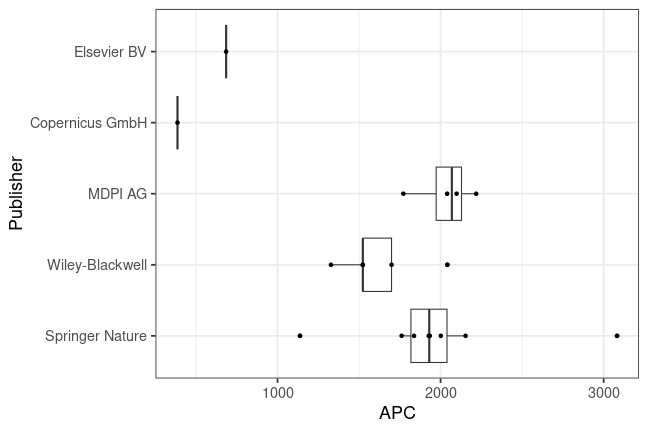 Elsevier BV
Copernicus GmbH
MDPI AG
Wiley-Blackwell
Springer Nature
Publisher
1000 2000 3000
APC